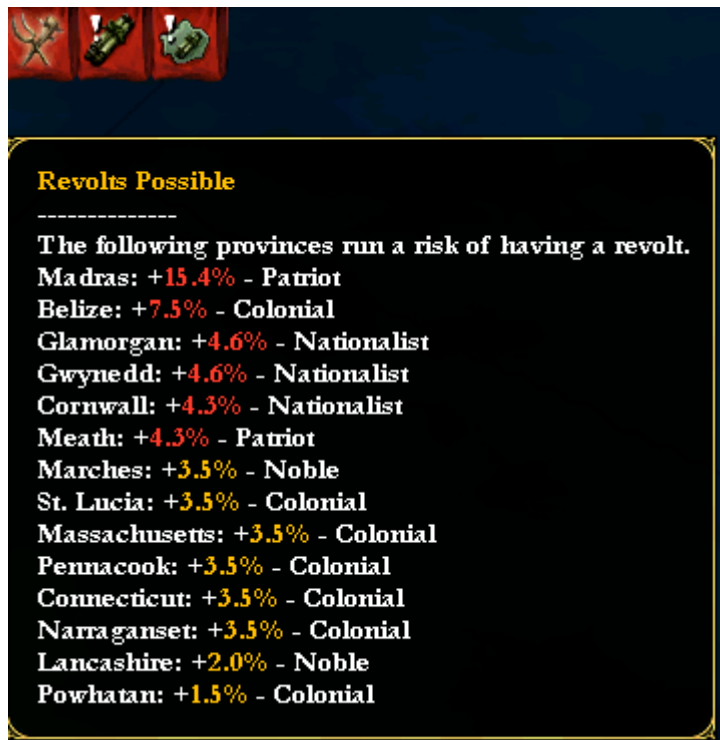 Revolts Possible
--------------
The following provinces run a risk of having a revolt.
Madras: +15.4% - Patriot
Belize: +7.5% - Colonial
Glamorgan: +4.6% - Nationalist
Gwynedd: +4.6% - Nationalist
Cornwall: +4.3% - Nationalist
Meath: +4.3% - Patriot
Marches: +3.5% - Noble
St. Lucia: +3.5% - Colonial
Massachusetts: +3.5% - Colonial
Pennacook: +3.5% - Colonial
Connecticut: +3.5% - Colonial
Narraganset: +3.5% - Colonial
Lancashire: +2.0% - Noble
Powhatan: +1.5% - Colonial